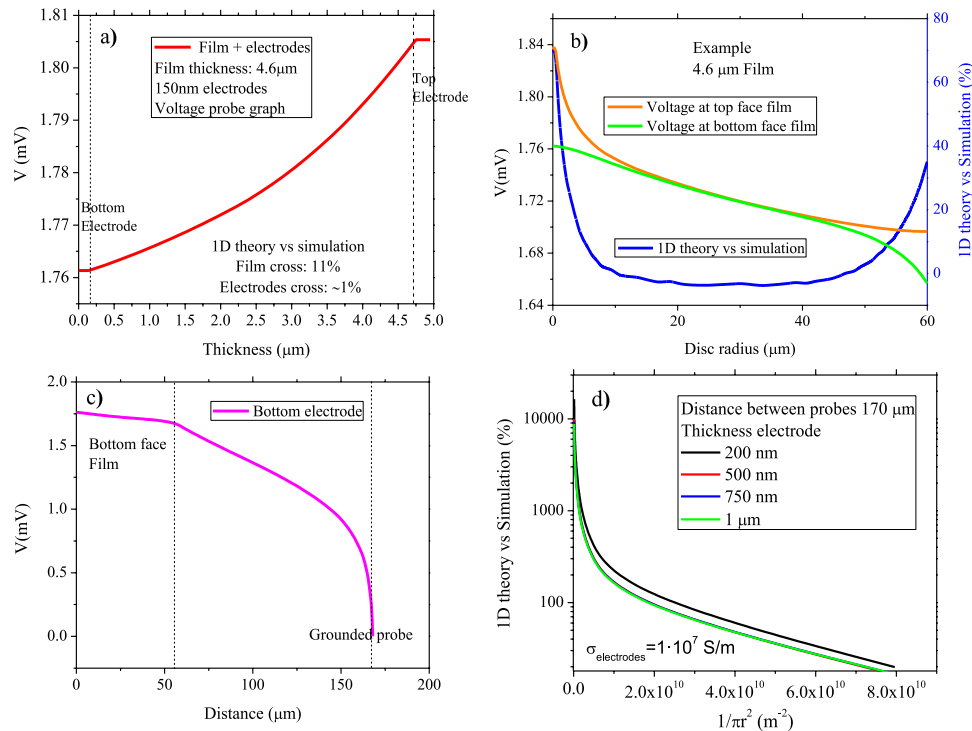 a)
Film + electrodes
Film thickness: 4.6μm
150nm electrodes
Voltage probe graph
Top
Electrode
Bottom
Electrode
1D theory vs simulation
Film cross: 11%
Electrodes cross: ~1%
1.81
1.80
1.79
1.78
1.77
1.76
V (mV)
0.0 0.5 1.0 1.5 2.0 2.5 3.0 3.5 4.0 4.5 5.0
Thickness (μm)
b)
Example
4.6 μm Film
Voltage at top face film
Voltage at bottom face film
1D theory vs simulation
1.84
1.80
1.76
1.72
1.68
1.64
V(mV)
80
60
40
20
0
1D theory vs Simulation (%)
0 20 40 60
Disc radius (μm)
c)
Bottom electrode
Bottom face
Film
Grounded probe
2.0
1.5
1.0
0.5
0.0
V(mV)
0 50 100 150 200
Distance (μm)
d)
Distance between probes 170 μm
Thickness electrode
200 nm
500 nm
750 nm
1 μm
σelectrodes=1·10⁷ S/m
10000
1000
100
1D theory vs Simulation (%)
0.0 2.0x10¹⁰ 4.0x10¹⁰ 6.0x10¹⁰ 8.0x10¹⁰
1/πr² (m⁻²)